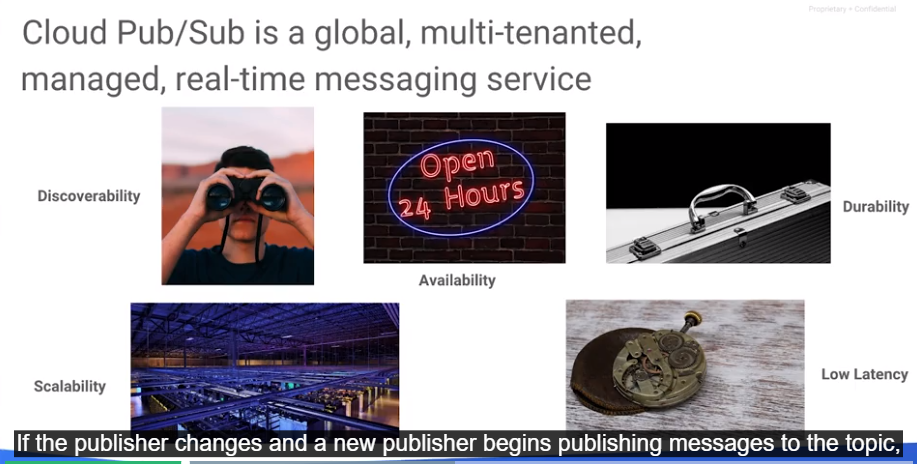 Proprietary + Confidential
Cloud Pub/Sub is a global, multi-tenanted,
managed, real-time messaging service
Discoverability
Open
24 Hours
Availability
Durability
Scalability
Low Latency
If the publisher changes and a new publisher begins publishing messages to the topic,